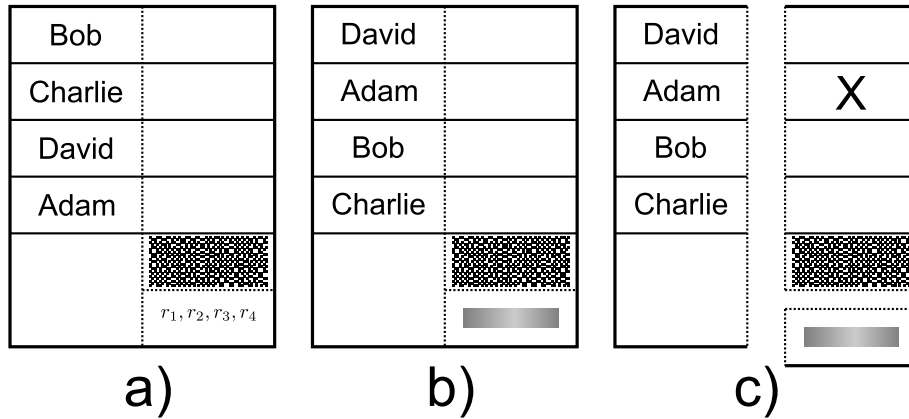 Bob
Charlie
David
Adam
r₁, r₂, r₃, r₄
a)
David
Adam
Bob
Charlie
b)
David
Adam X
Bob
Charlie
c)